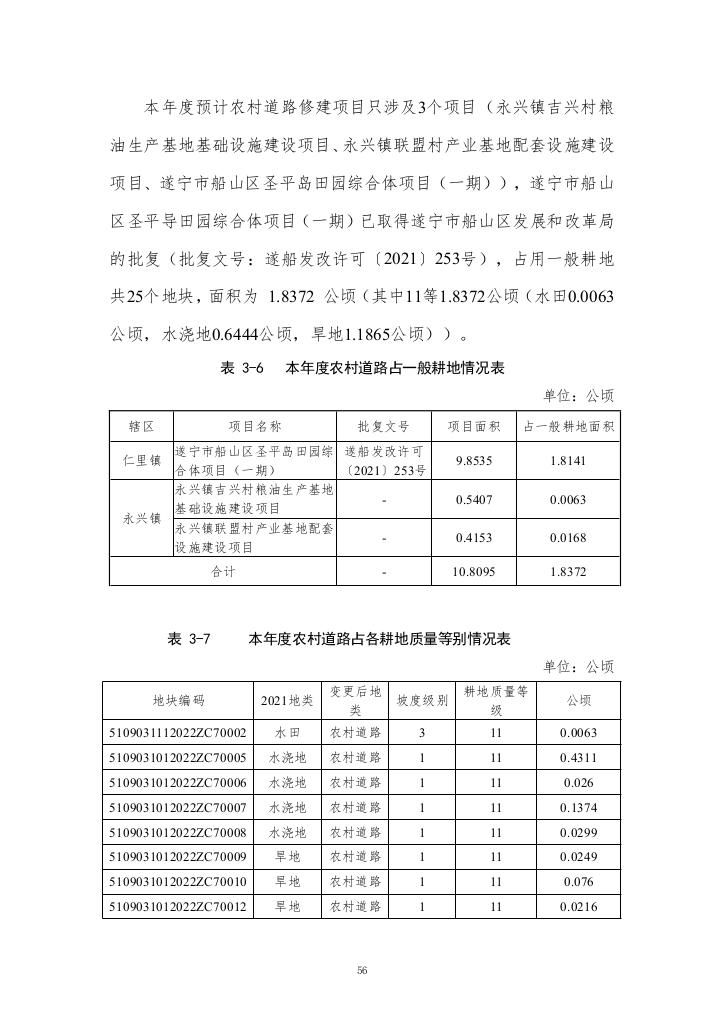 本年度预计农村道路修建项目只涉及3个项目（永兴镇吉兴村粮
油生产基地基础设施建设项目、永兴镇联盟村产业基地配套设施建设
项目、遂宁市船山区圣平岛田园综合体项目（一期）），遂宁市船山
区圣平导田园综合体项目（一期）已取得遂宁市船山区发展和改革局
的批复（批复文号：遂船发改许可〔2021〕253号），占用一般耕地
共25个地块，面积为 1.8372 公顷（其中11等1.8372公顷（水田0.0063
公顷，水浇地0.6444公顷，旱地1.1865公顷））。
表 3-6 本年度农村道路占一般耕地情况表
单位：公顷
辖区 项目名称 批复文号 项目面积 占一般耕地面积
仁里镇 遂宁市船山区圣平岛田园综 遂船发改许可 9.8535 1.8141
合体项目（一期） 〔2021〕253号
永兴镇 永兴镇吉兴村粮油生产基地 - 0.5407 0.0063
基础设施建设项目
永兴镇联盟村产业基地配套 - 0.4153 0.0168
设施建设项目
合计 - 10.8095 1.8372
表 3-7 本年度农村道路占各耕地质量等别情况表
单位：公顷
地块编码 2021地类 变更后地 坡度级别 耕地质量等 公顷
类 级
5109031112022ZC70002 水田 农村道路 3 11 0.0063
5109031012022ZC70005 水浇地 农村道路 1 11 0.4311
5109031012022ZC70006 水浇地 农村道路 1 11 0.026
5109031012022ZC70007 水浇地 农村道路 1 11 0.1374
5109031012022ZC70008 水浇地 农村道路 1 11 0.0299
5109031012022ZC70009 旱地 农村道路 1 11 0.0249
5109031012022ZC70010 旱地 农村道路 1 11 0.076
5109031012022ZC70012 旱地 农村道路 1 11 0.0216
56